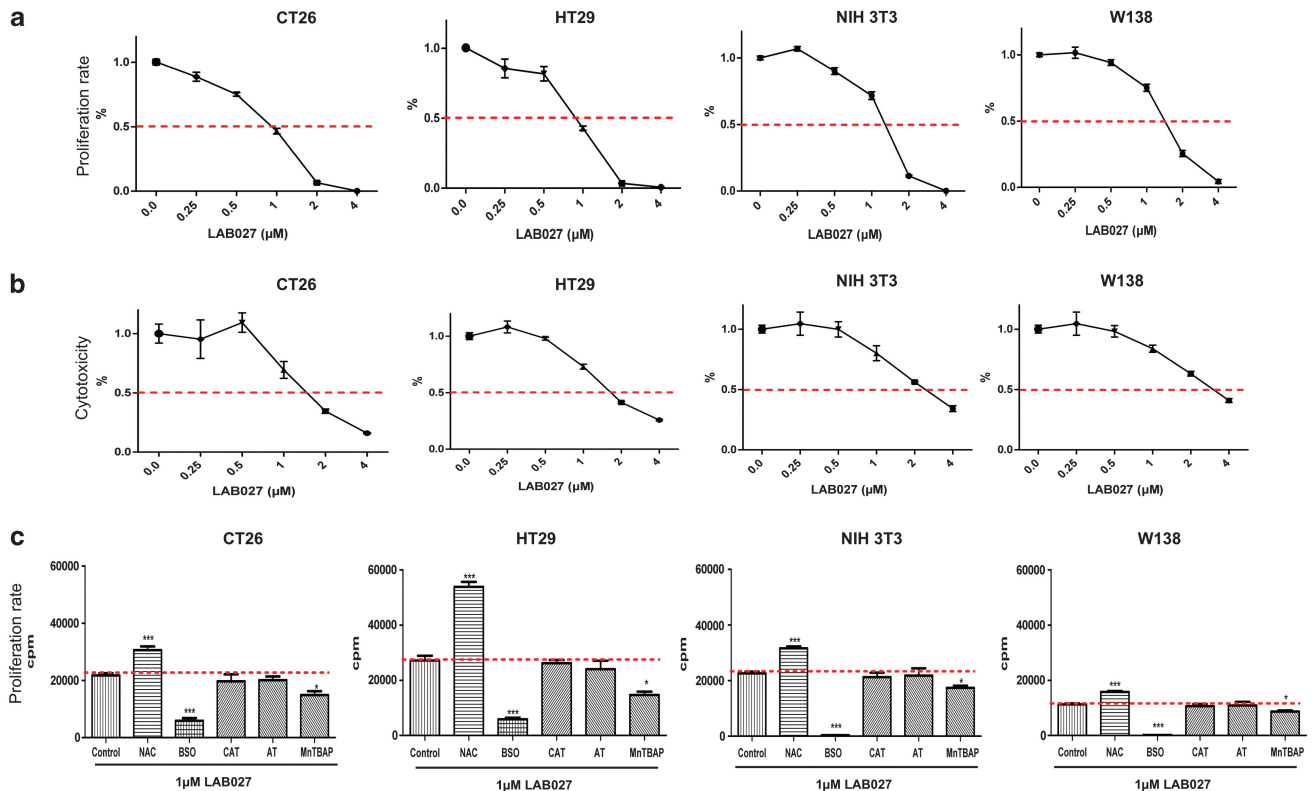 a
CT26
HT29
NIH 3T3
W138
Proliferation rate
%
1.0
0.5
0.0
0.0 0.25 0.5 1 2 4
LAB027 (µM)
%
1.0
0.5
0.0
0.0 0.25 0.5 1 2 4
LAB027 (µM)
%
1.0
0.5
0.0
0 0.25 0.5 1 2 4
LAB027 (µM)
%
1.0
0.5
0.0
0 0.25 0.5 1 2 4
LAB027 (µM)
b
CT26
HT29
NIH 3T3
W138
Cytotoxicity
%
1.0
0.5
0.0
0.0 0.25 0.5 1 2 4
LAB027 (µM)
%
1.0
0.5
0.0
0.0 0.25 0.5 1 2 4
LAB027 (µM)
%
1.0
0.5
0.0
0.0 0.25 0.5 1 2 4
LAB027 (µM)
%
1.0
0.5
0.0
0.0 0.25 0.5 1 2 4
LAB027 (µM)
c
CT26
HT29
NIH 3T3
W138
Proliferation rate
cpm
60000
40000
20000
0
***
***
*
Control NAC BSO CAT AT MnTBAP
1µM LAB027
cpm
60000
40000
20000
0
***
***
*
Control NAC BSO CAT AT MnTBAP
1µM LAB027
cpm
60000
40000
20000
0
***
***
*
Control NAC BSO CAT AT MnTBAP
1µM LAB027
cpm
60000
40000
20000
0
***
***
*
Control NAC BSO CAT AT MnTBAP
1µM LAB027